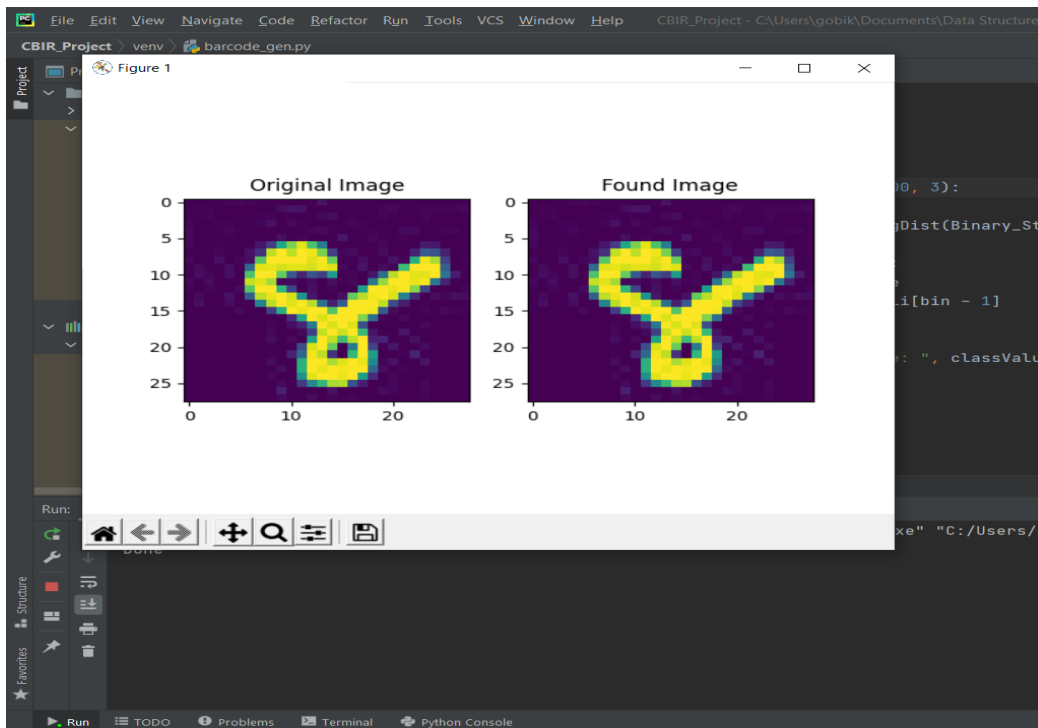 PC File Edit View Navigate Code Refactor Run Tools VCS Window Help CBIR_Project - C:\Users\gobik\Documents\Data Structure
CBIR_Project venv barcode_gen.py
Project
Figure 1
Original Image Found Image
0 0
5 5
10 10
15 15
20 20
25 25
0 10 20 0 10 20
00, 3):
gDist(Binary_St
li[bin - 1]
: ", classValu
Run:
xe" "C:/Users/
Done
Structure
Favorites
Run TODO Problems Terminal Python Console